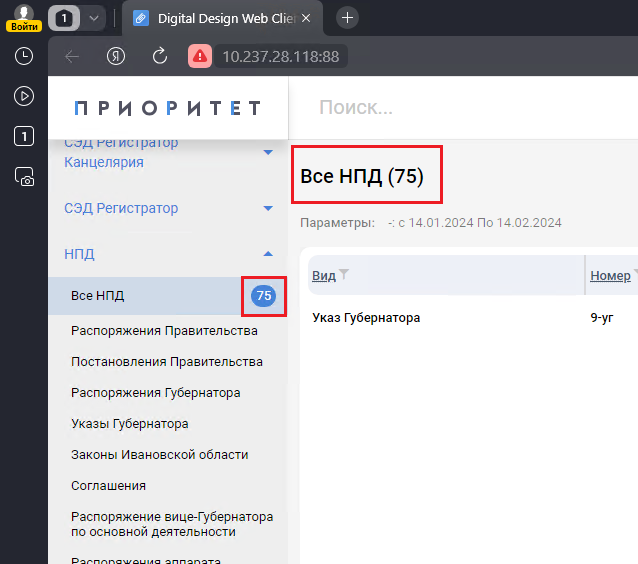 Войти
1
Digital Design Web Clie
10.237.28.118:88
1
ПРИОРИТЕТ
Поиск...
СЭД Регистратор
Канцелярия
СЭД Регистратор
НПД
Все НПД
75
Распоряжения Правительства
Постановления Правительства
Распоряжения Губернатора
Указы Губернатора
Законы Ивановской области
Соглашения
Распоряжение вице-Губернатора
по основной деятельности
Распоряжения аппарата
Все НПД (75)
Параметры: -: с 14.01.2024 По 14.02.2024
Вид
Номер
Указ Губернатора
9-уг